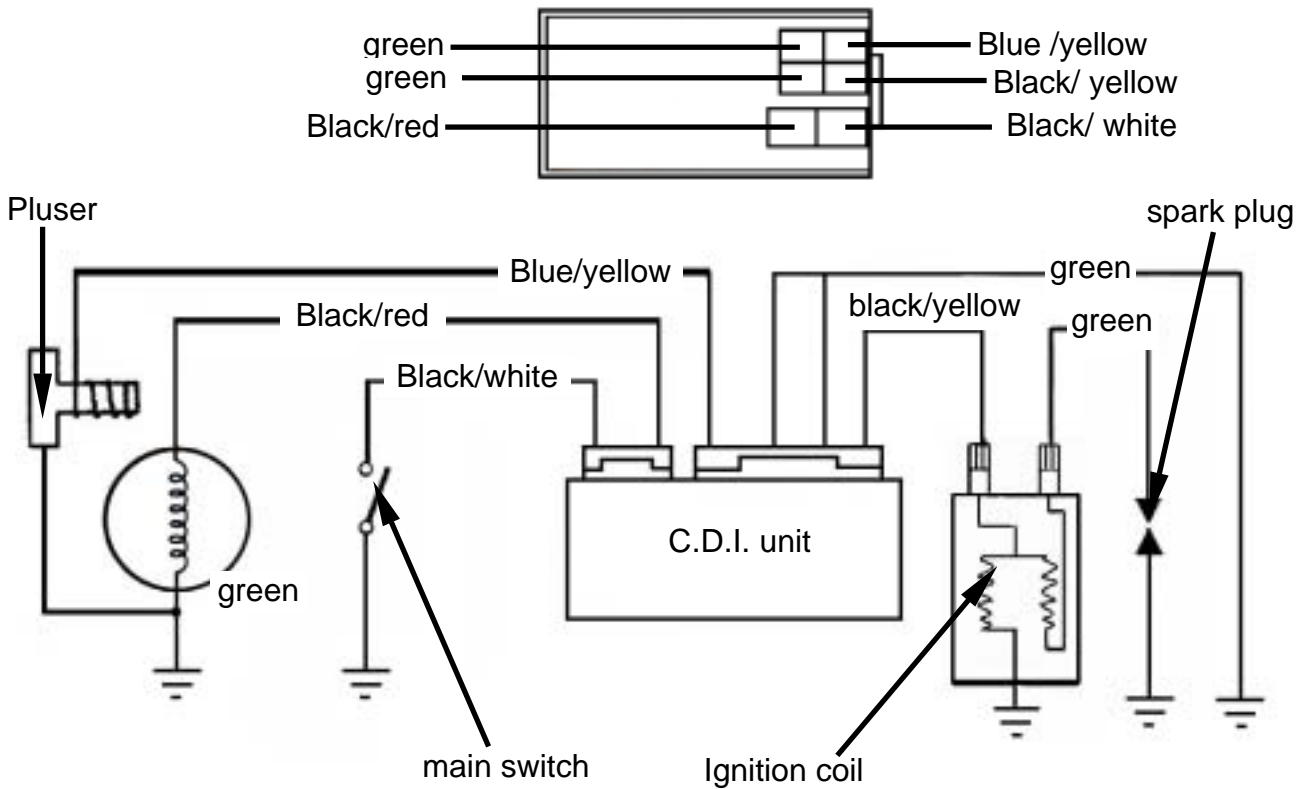 green
Blue /yellow
green
Black/ yellow
Black/red
Black/ white
Pluser
spark plug
Blue/yellow
green
Black/red
black/yellow
green
Black/white
C.D.I. unit
green
main switch
Ignition coil